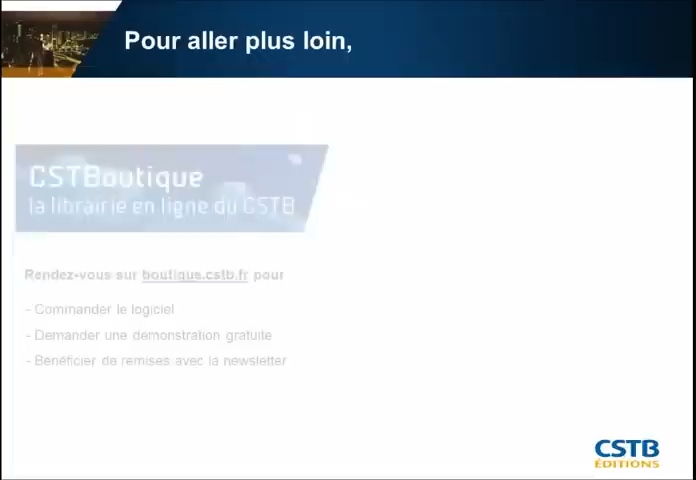 Pour aller plus loin,
CSTBoutique
la librairie en ligne du CSTB
Rendez-vous sur boutique.cstb.fr pour
- Commander le logiciel
- Demander une démonstration gratuite
- Bénéficier de remises avec la newsletter
CSTB
ÉDITIONS